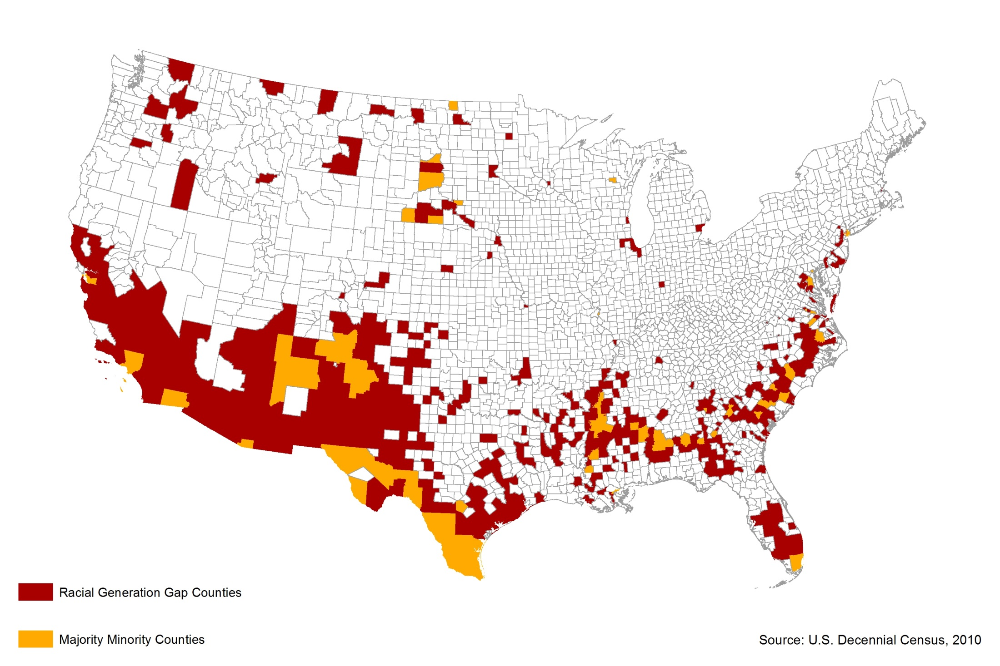 Racial Generation Gap Counties
Majority Minority Counties
Source: U.S. Decennial Census, 2010